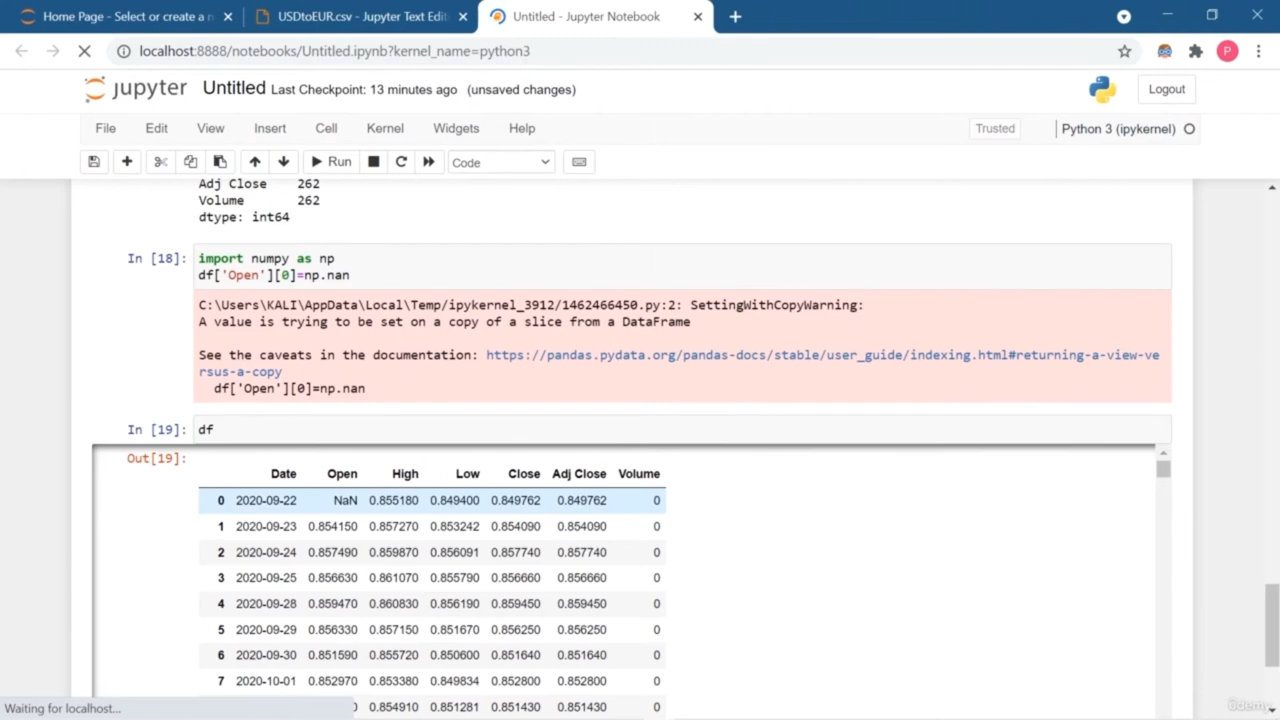 Home Page - Select or create a n
USDtoEUR.csv - Jupyter Text Edit
Untitled - Jupyter Notebook
localhost:8888/notebooks/Untitled.ipynb?kernel_name=python3
P
jupyter Untitled Last Checkpoint: 13 minutes ago (unsaved changes)
Logout
File Edit View Insert Cell Kernel Widgets Help
Trusted
Python 3 (ipykernel)
Run
Code
Adj Close 262
Volume 262
dtype: int64
In [18]: import numpy as np
df['Open'][0]=np.nan
C:\Users\KALI\AppData\Local\Temp/ipykernel_3912/1462466450.py:2: SettingWithCopyWarning:
A value is trying to be set on a copy of a slice from a DataFrame
See the caveats in the documentation: https://pandas.pydata.org/pandas-docs/stable/user_guide/indexing.html#returning-a-view-ve
rsus-a-copy
df['Open'][0]=np.nan
In [19]: df
Out[19]:
Date Open High Low Close Adj Close Volume
0 2020-09-22 NaN 0.855180 0.849400 0.849762 0.849762 0
1 2020-09-23 0.854150 0.857270 0.853242 0.854090 0.854090 0
2 2020-09-24 0.857490 0.859870 0.856091 0.857740 0.857740 0
3 2020-09-25 0.856630 0.861070 0.855790 0.856660 0.856660 0
4 2020-09-28 0.859470 0.860830 0.856190 0.859450 0.859450 0
5 2020-09-29 0.856330 0.857150 0.851670 0.856250 0.856250 0
6 2020-09-30 0.851590 0.855720 0.850600 0.851640 0.851640 0
7 2020-10-01 0.852970 0.853380 0.849834 0.852800 0.852800 0
0.854910 0.851281 0.851430 0.851430 0
Waiting for localhost...
ûdemy